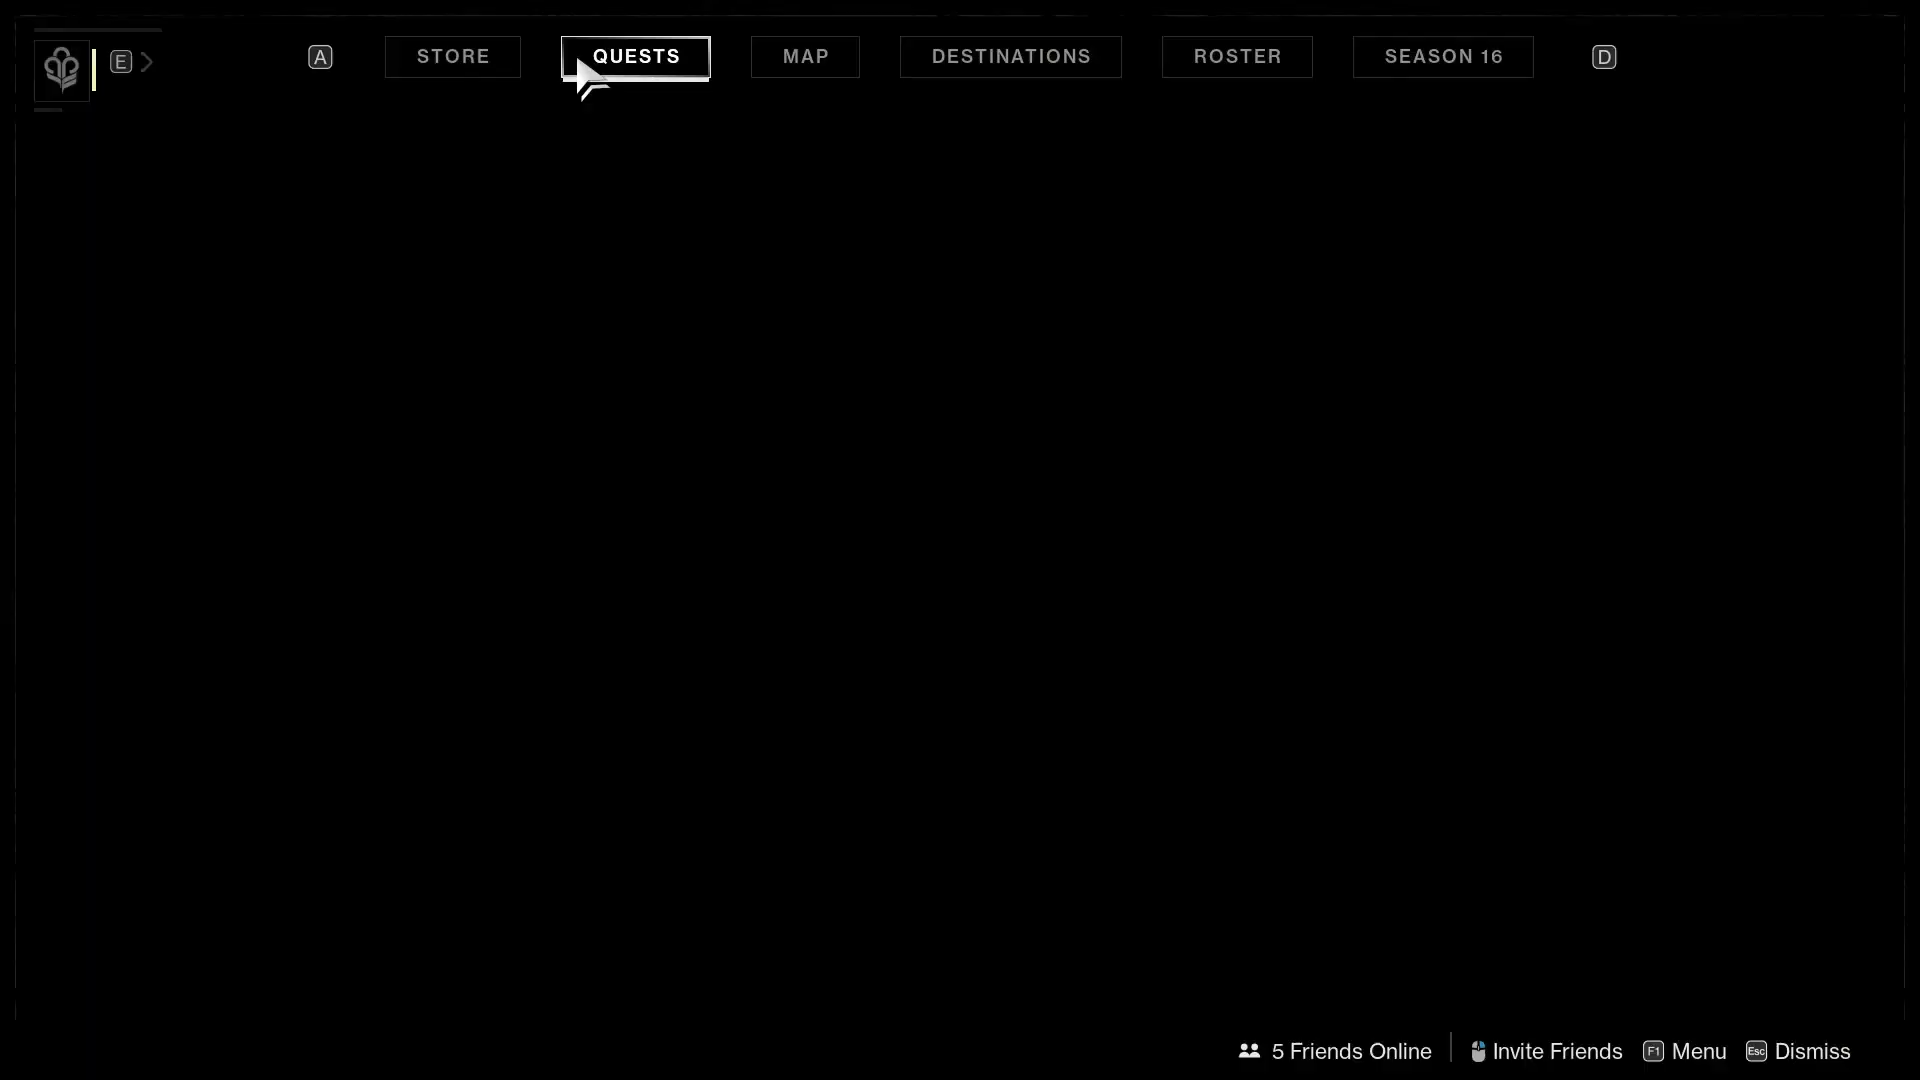 E
A
STORE
QUESTS
MAP
DESTINATIONS
ROSTER
SEASON 16
D
5 Friends Online
Invite Friends
F1 Menu
Esc Dismiss